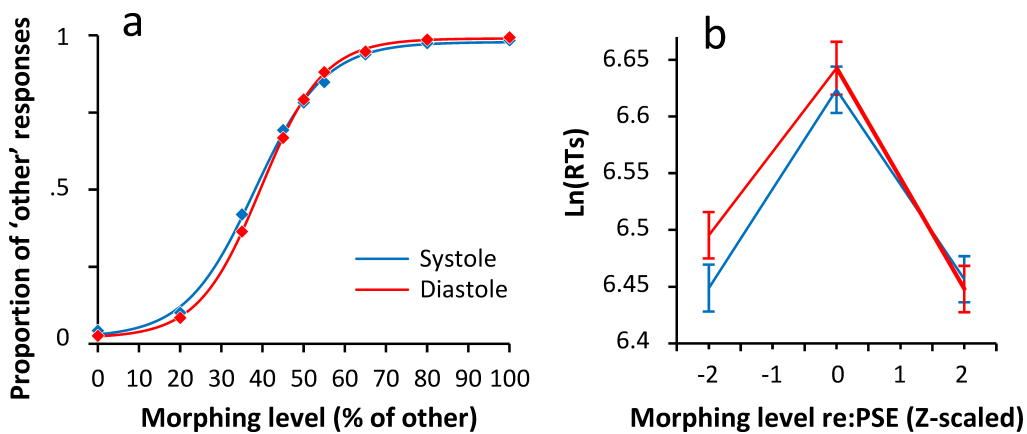 a
Proportion of ‘other’ responses
1
.5
0
Systole
Diastole
0 10 20 30 40 50 60 70 80 90 100
Morphing level (% of other)
b
Ln(RTs)
6.65
6.6
6.55
6.5
6.45
6.4
-2 -1 0 1 2
Morphing level re:PSE (Z-scaled)